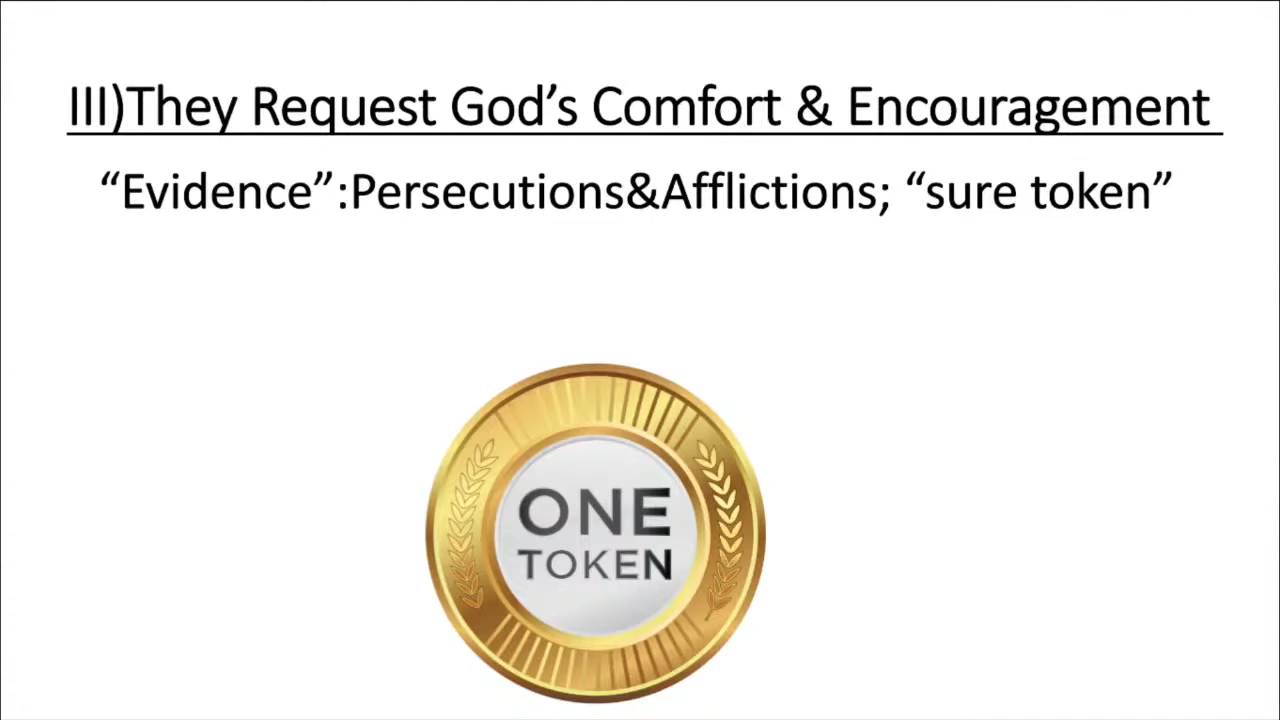 III)They Request God’s Comfort & Encouragement
“Evidence”:Persecutions&Afflictions; “sure token”
ONE
TOKEN